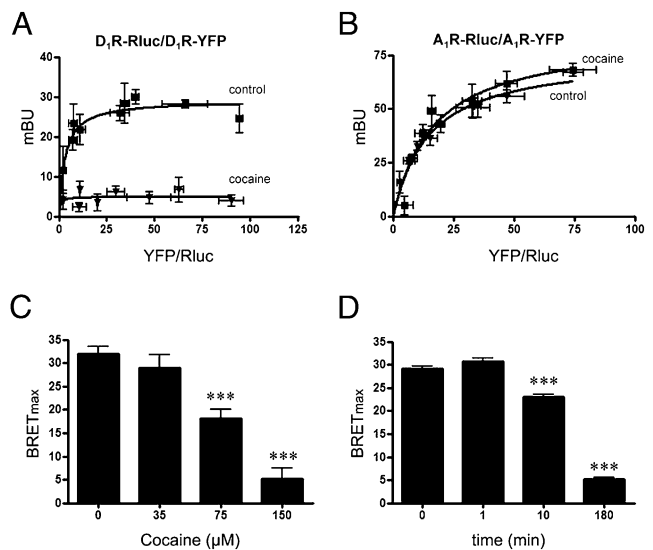 A
D₁R-Rluc/D₁R-YFP
40
30
20
10
0
mBU
control
cocaine
0 25 50 75 100 125
YFP/Rluc
B
A₁R-Rluc/A₁R-YFP
75
50
25
0
mBU
cocaine
control
0 25 50 75 100
YFP/Rluc
C
35
30
25
20
15
10
5
0
BRETmax
***
***
0 35 75 150
Cocaine (µM)
D
35
30
25
20
15
10
5
0
BRETmax
***
***
0 1 10 180
time (min)